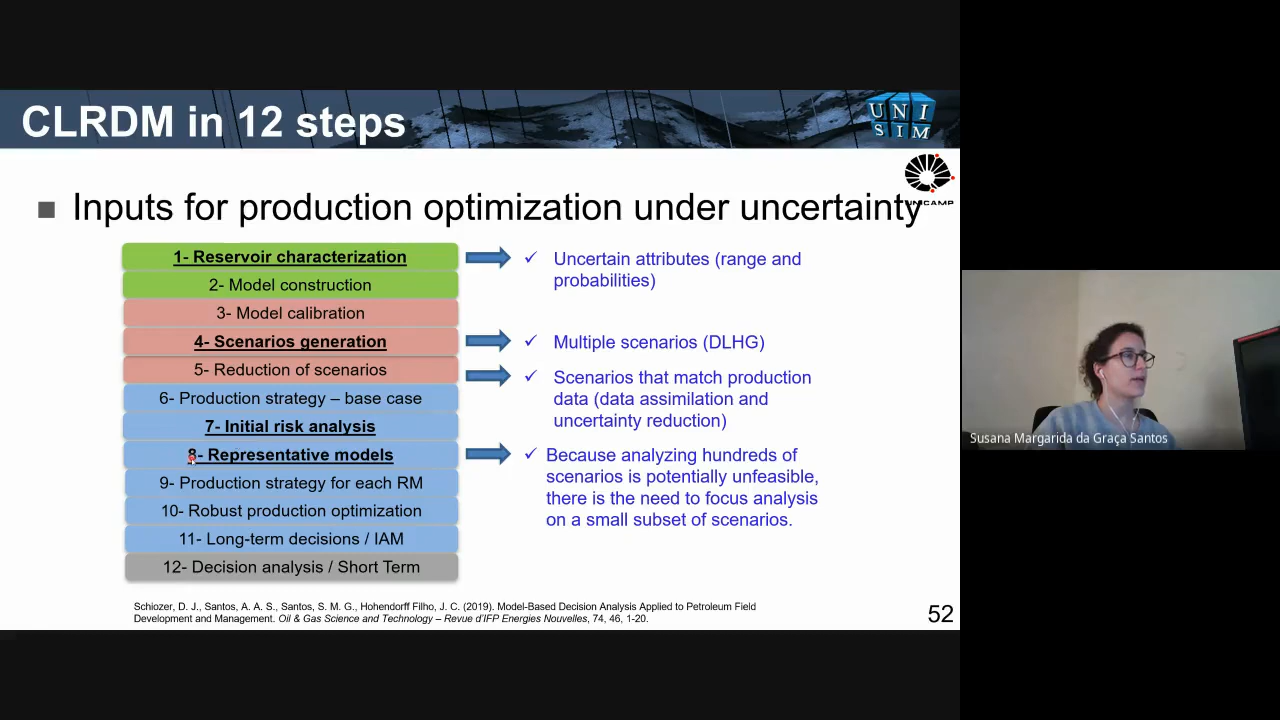 CLRDM in 12 steps
UNI
SIM
UNICAMP
■ Inputs for production optimization under uncertainty
1- Reservoir characterization
2- Model construction
3- Model calibration
4- Scenarios generation
5- Reduction of scenarios
6- Production strategy – base case
7- Initial risk analysis
8- Representative models
9- Production strategy for each RM
10- Robust production optimization
11- Long-term decisions / IAM
12- Decision analysis / Short Term
✓ Uncertain attributes (range and
probabilities)
✓ Multiple scenarios (DLHG)
✓ Scenarios that match production
data (data assimilation and
uncertainty reduction)
✓ Because analyzing hundreds of
scenarios is potentially unfeasible,
there is the need to focus analysis
on a small subset of scenarios.
Schiozer, D. J., Santos, A. A. S., Santos, S. M. G., Hohendorff Filho, J. C. (2019). Model-Based Decision Analysis Applied to Petroleum Field
Development and Management. Oil & Gas Science and Technology – Revue d'IFP Energies Nouvelles, 74, 46, 1-20.
52
Susana Margarida da Graça Santos